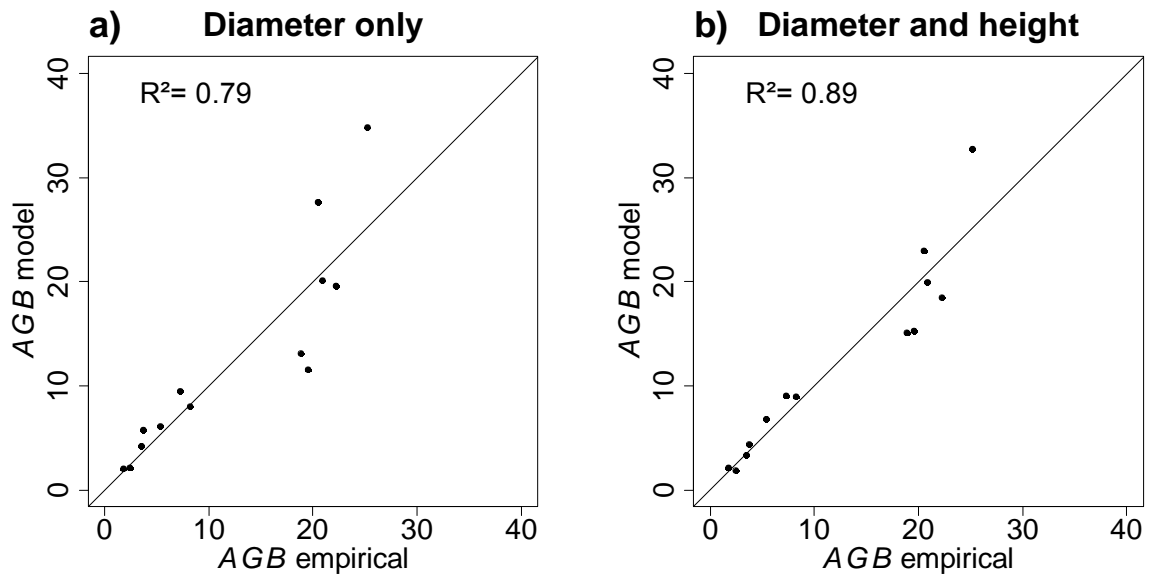 a) Diameter only
R²= 0.79
40
30
20
10
0
AGB model
0 10 20 30 40
AGB empirical
b) Diameter and height
R²= 0.89
40
30
20
10
0
AGB model
0 10 20 30 40
AGB empirical